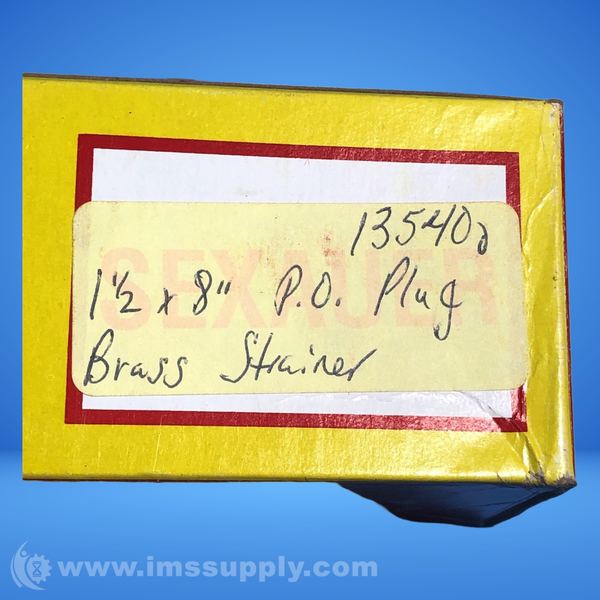 135402
1½ x 8" P.O. Plug
Brass Strainer
SEXAUER
www.imssupply.com